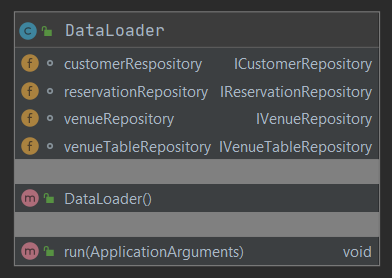 DataLoader
customerRespository ICustomerRepository
reservationRepository IReservationRepository
venueRepository IVenueRepository
venueTableRepository IVenueTableRepository
DataLoader()
run(ApplicationArguments) void